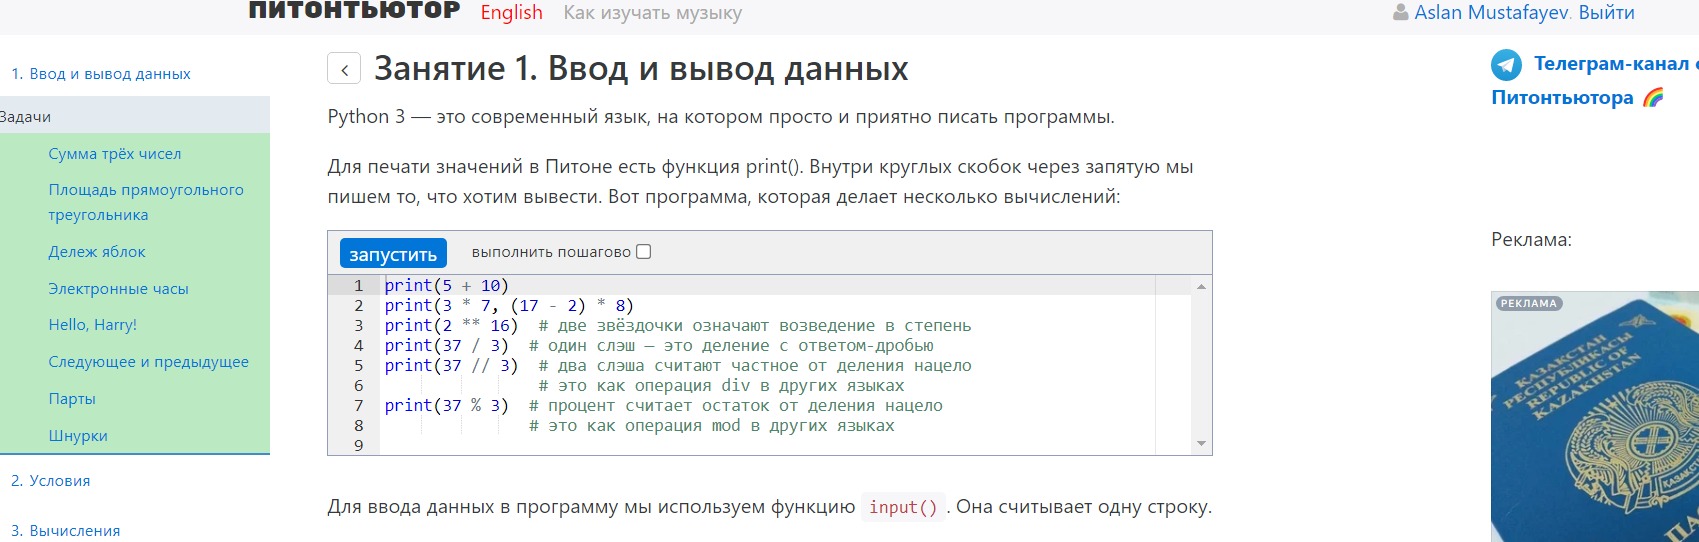 питонтьютор English Как изучать музыку Aslan Mustafayev. Выйти
1. Ввод и вывод данных
Задачи
Сумма трёх чисел
Площадь прямоугольного
треугольника
Делёж яблок
Электронные часы
Hello, Harry!
Следующее и предыдущее
Парты
Шнурки
2. Условия
3. Вычисления
Занятие 1. Ввод и вывод данных
Python 3 — это современный язык, на котором просто и приятно писать программы.
Для печати значений в Питоне есть функция print(). Внутри круглых скобок через запятую мы
пишем то, что хотим вывести. Вот программа, которая делает несколько вычислений:
запустить выполнить пошагово
1 print(5 + 10)
2 print(3 * 7, (17 - 2) * 8)
3 print(2 ** 16) # две звёздочки означают возведение в степень
4 print(37 / 3) # один слэш — это деление с ответом-дробью
5 print(37 // 3) # два слэша считают частное от деления нацело
6 # это как операция div в других языках
7 print(37 % 3) # процент считает остаток от деления нацело
8 # это как операция mod в других языках
9
Для ввода данных в программу мы используем функцию input() . Она считывает одну строку.
Телеграм-канал о
Питонтьютора
Реклама:
РЕКЛАМА
ҚАЗАҚСТАН
РЕСПУБЛИКАСЫ
REPUBLIC OF
KAZAKHSTAN